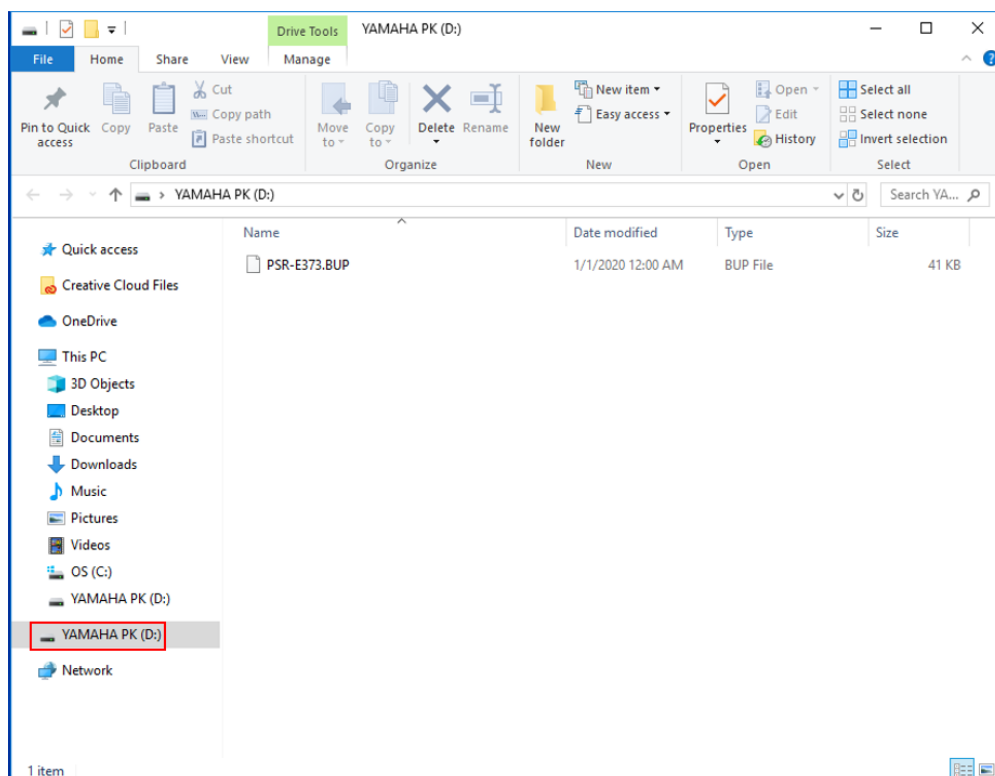 Drive Tools YAMAHA PK (D:)
File Home Share View Manage
Pin to Quick access
Copy
Paste
Cut
Copy path
Paste shortcut
Clipboard
Move to
Copy to
Delete
Rename
Organize
New folder
New item
Easy access
New
Properties
Open
Edit
History
Open
Select all
Select none
Invert selection
Select
YAMAHA PK (D:)
Search YA...
Name Date modified Type Size
PSR-E373.BUP 1/1/2020 12:00 AM BUP File 41 KB
Quick access
Creative Cloud Files
OneDrive
This PC
3D Objects
Desktop
Documents
Downloads
Music
Pictures
Videos
OS (C:)
YAMAHA PK (D:)
YAMAHA PK (D:)
Network
1 item